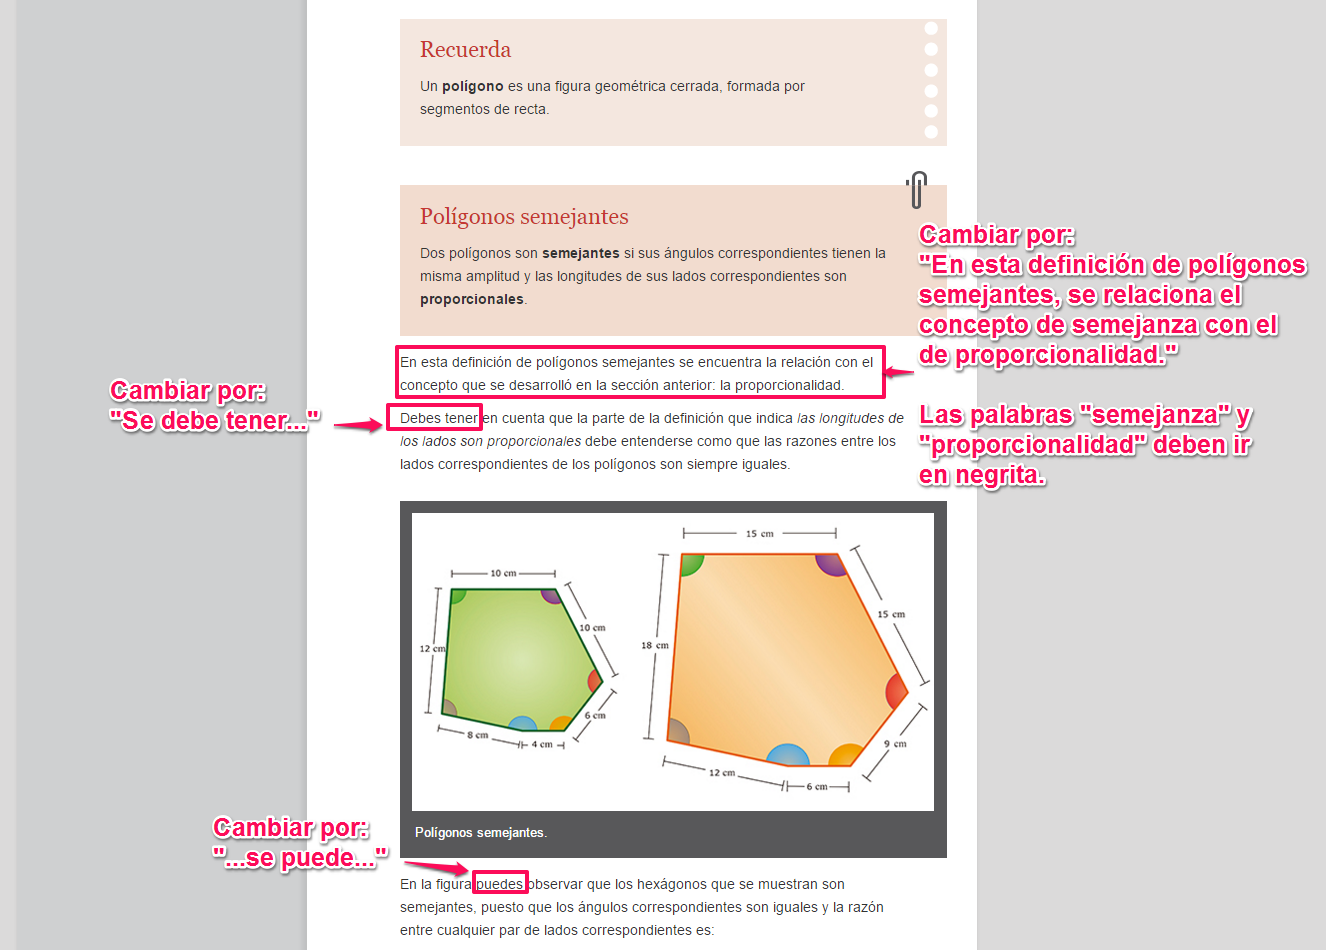 Recuerda
Un polígono es una figura geométrica cerrada, formada por
segmentos de recta.
Polígonos semejantes
Dos polígonos son semejantes si sus ángulos correspondientes tienen la
misma amplitud y las longitudes de sus lados correspondientes son
proporcionales.
Cambiar por:
"En esta definición de polígonos
semejantes, se relaciona el
concepto de semejanza con el
de proporcionalidad."
Las palabras "semejanza" y
"proporcionalidad" deben ir
en negrita.
En esta definición de polígonos semejantes se encuentra la relación con el
concepto que se desarrolló en la sección anterior: la proporcionalidad.
Cambiar por:
"Se debe tener..."
Debes tener en cuenta que la parte de la definición que indica las longitudes de
los lados son proporcionales debe entenderse como que las razones entre los
lados correspondientes de los polígonos son siempre iguales.
10 cm
10 cm
12 cm
6 cm
8 cm
4 cm
15 cm
15 cm
18 cm
9 cm
12 cm
6 cm
Polígonos semejantes.
Cambiar por:
"...se puede..."
En la figura puedes observar que los hexágonos que se muestran son
semejantes, puesto que los ángulos correspondientes son iguales y la razón
entre cualquier par de lados correspondientes es: